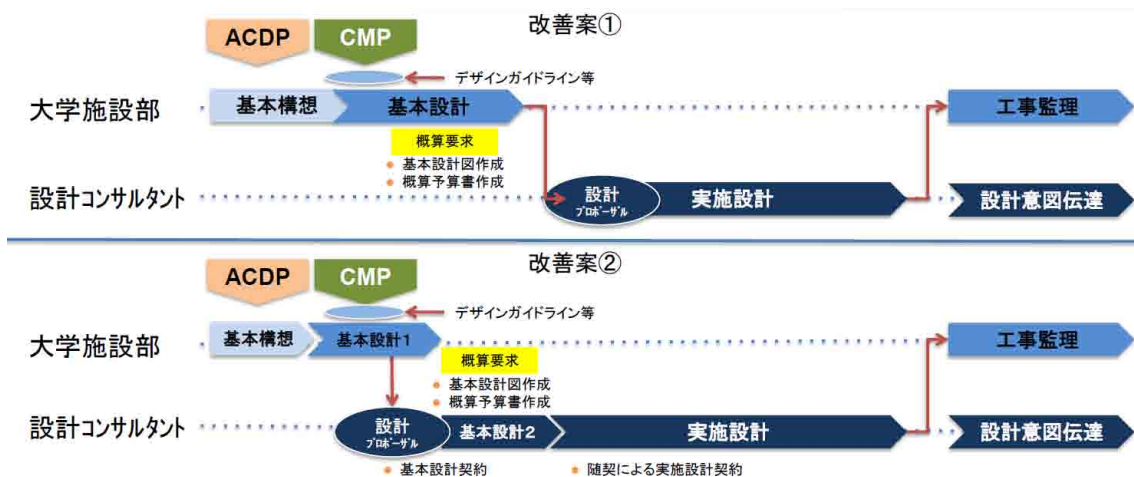 改善案①
ACDP
CMP
デザインガイドライン等
大学施設部
基本構想
基本設計
工事監理
概算要求
● 基本設計図作成
● 概算予算書作成
設計コンサルタント
設計
プロポーザル
実施設計
設計意図伝達
改善案②
ACDP
CMP
デザインガイドライン等
大学施設部
基本構想
基本設計1
工事監理
概算要求
● 基本設計図作成
● 概算予算書作成
設計コンサルタント
設計
プロポーザル
基本設計2
実施設計
設計意図伝達
● 基本設計契約
● 随契による実施設計契約